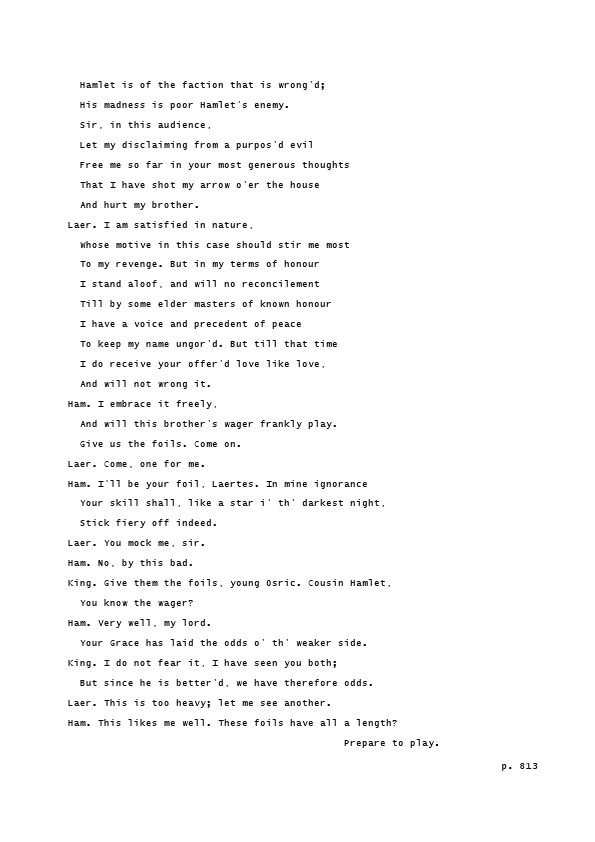 Hamlet is of the faction that is wrong'd;
His madness is poor Hamlet's enemy.
Sir, in this audience,
Let my disclaiming from a purpos'd evil
Free me so far in your most generous thoughts
That I have shot my arrow o'er the house
And hurt my brother.
Laer. I am satisfied in nature,
Whose motive in this case should stir me most
To my revenge. But in my terms of honour
I stand aloof, and will no reconcilement
Till by some elder masters of known honour
I have a voice and precedent of peace
To keep my name ungor'd. But till that time
I do receive your offer'd love like love,
And will not wrong it.
Ham. I embrace it freely,
And will this brother's wager frankly play.
Give us the foils. Come on.
Laer. Come, one for me.
Ham. I'll be your foil, Laertes. In mine ignorance
Your skill shall, like a star i' th' darkest night,
Stick fiery off indeed.
Laer. You mock me, sir.
Ham. No, by this bad.
King. Give them the foils, young Osric. Cousin Hamlet,
You know the wager?
Ham. Very well, my lord.
Your Grace has laid the odds o' th' weaker side.
King. I do not fear it, I have seen you both;
But since he is better'd, we have therefore odds.
Laer. This is too heavy; let me see another.
Ham. This likes me well. These foils have all a length?
Prepare to play.
p. 813